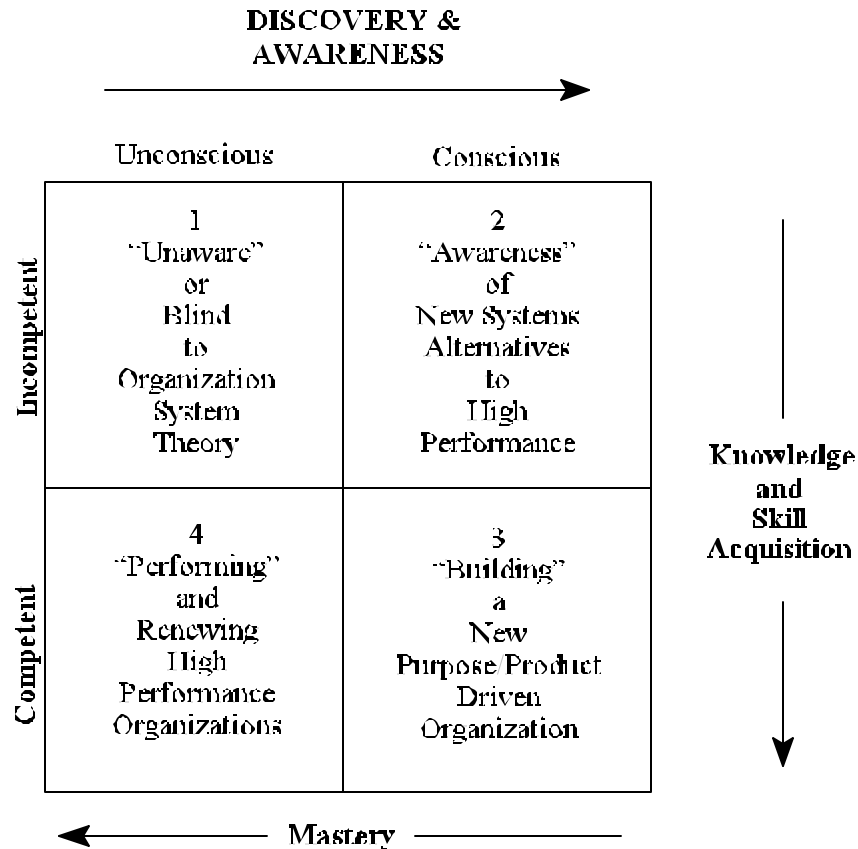 DISCOVERY &
AWARENESS
Unconscious
Conscious
Incompetent
1
“Unaware”
or
Blind
to
Organization
System
Theory
2
“Awareness”
of
New Systems
Alternatives
to
High
Performance
Knowledge
and
Skill
Acquisition
Competent
4
“Performing”
and
Renewing
High
Performance
Organizations
3
“Building”
a
New
Purpose/Product
Driven
Organization
Mastery